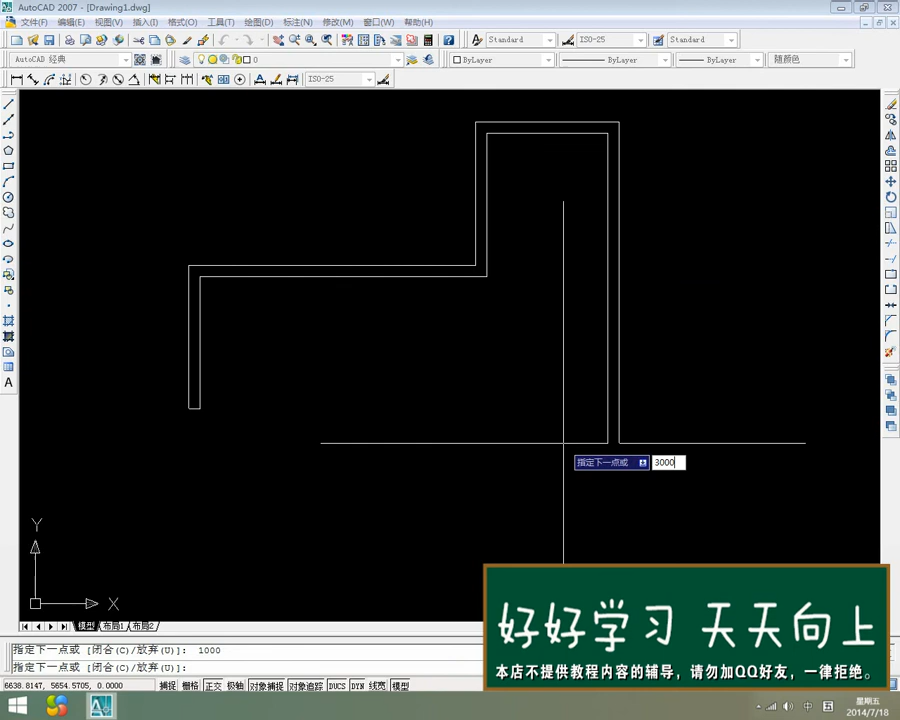 AutoCAD 2007 - [Drawing1.dwg]
文件(F) 编辑(E) 视图(V) 插入(I) 格式(O) 工具(T) 绘图(D) 标注(N) 修改(M) 窗口(W) 帮助(H)
Standard ISO-25 Standard
AutoCAD 经典 0 ByLayer ByLayer ByLayer 随颜色
ISO-25
A
指定下一点或 3000
Y
X
模型 布局1 布局2
好好学习 天天向上
本店不提供教程内容的辅导，请勿加QQ好友，一律拒绝。
指定下一点或 [闭合(C)/放弃(U)]: 1000
指定下一点或 [闭合(C)/放弃(U)]:
6638.8147, 5654.5705, 0.0000 捕捉 栅格 正交 极轴 对象捕捉 对象追踪 DUCS DYN 线宽 模型
中 五 星期五
2014/7/18